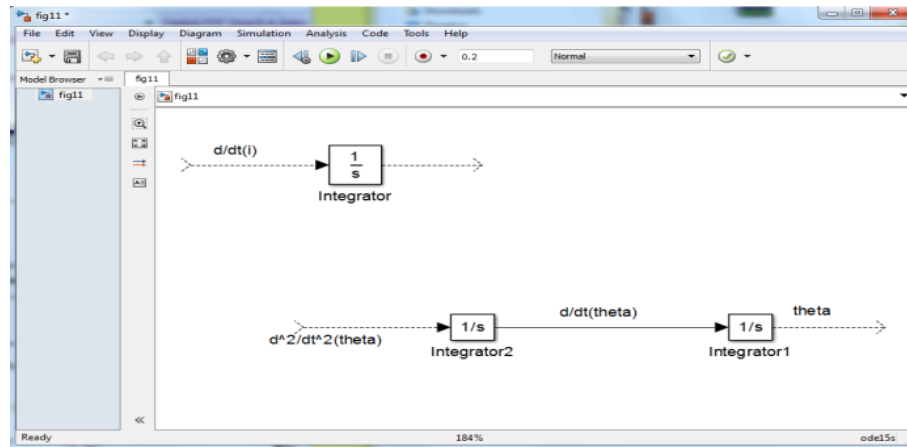 fig11 *
File Edit View Display Diagram Simulation Analysis Code Tools Help
0.2 Normal
Model Browser fig11
fig11 fig11
d/dt(i)
1
s
Integrator
d/dt(theta) theta
1/s 1/s
d^2/dt^2(theta)
Integrator2 Integrator1
Ready 184% ode15s